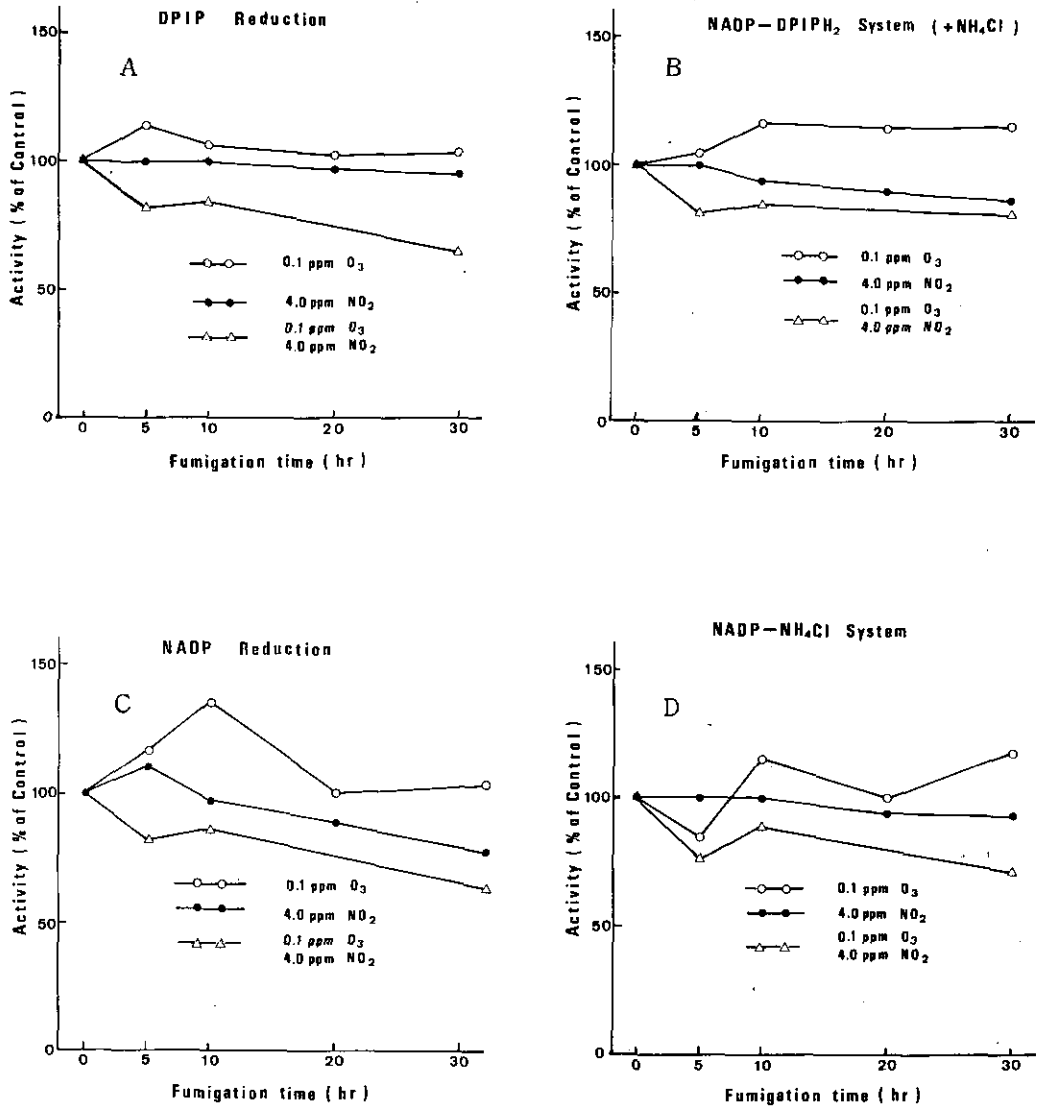 DPIP Reduction
A
150
100
50
0
Activity ( % of Control )
0.1 ppm O₃
4.0 ppm NO₂
0.1 ppm O₃
4.0 ppm NO₂
0 5 10 20 30
Fumigation time ( hr )
NADP−DPIPH₂ System ( +NH₄Cl )
B
150
100
50
0
Activity ( % of Control )
0.1 ppm O₃
4.0 ppm NO₂
0.1 ppm O₃
4.0 ppm NO₂
0 5 10 20 30
Fumigation time ( hr )
NADP Reduction
C
150
100
50
0
Activity ( % of Control )
0.1 ppm O₃
4.0 ppm NO₂
0.1 ppm O₃
4.0 ppm NO₂
0 5 10 20 30
Fumigation time ( hr )
NADP−NH₄Cl System
D
150
100
50
0
Activity ( % of Control )
0.1 ppm O₃
4.0 ppm NO₂
0.1 ppm O₃
4.0 ppm NO₂
0 5 10 20 30
Fumigation time ( hr )